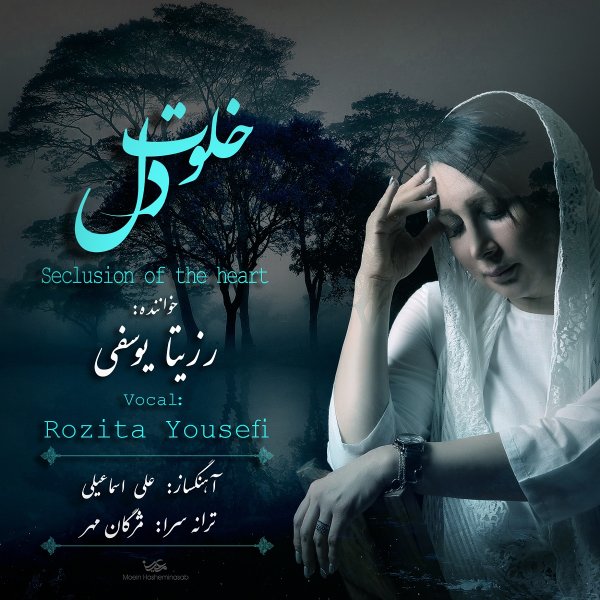 خلوت دل
Seclusion of the heart
خواننده:
رزیتا یوسفی
Vocal:
Rozita Yousefi
آهنگساز: علی اسماعیلی
ترانه سرا: مژگان مهر
Moein Hasheminasab